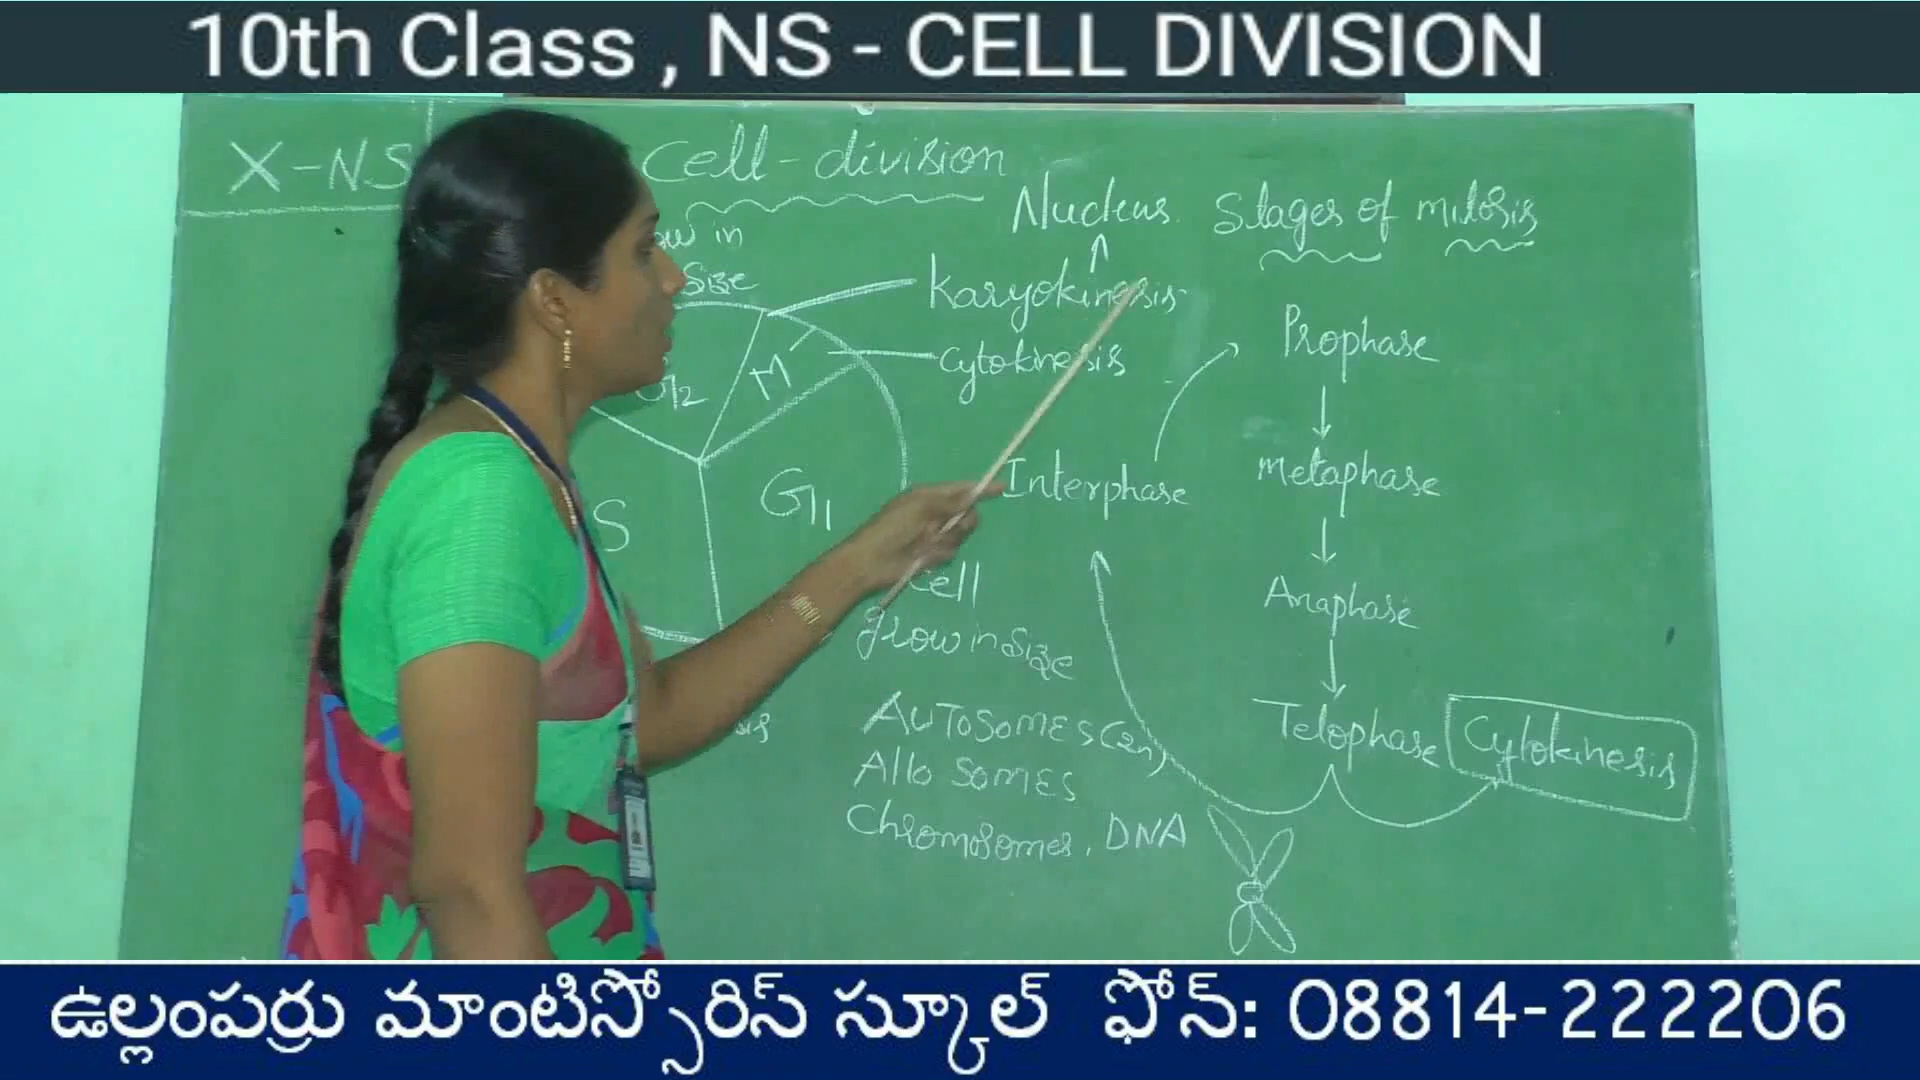 10th Class , NS - CELL DIVISION
X-NS
Cell-division
Nucleus
Stages of mitosis
in
Size
Karyokinesis
Cytokinesis
M
S
G1
Interphase
Prophase
Metaphase
Anaphase
Telophase
Cytokinesis
Cell
grow in size
AUTOSOMES (2n)
Allo SOMES
Chromosomes, DNA
ఉల్లంపర్రు మాంటిస్సోరిస్ స్కూల్ ఫోన్: 08814-222206